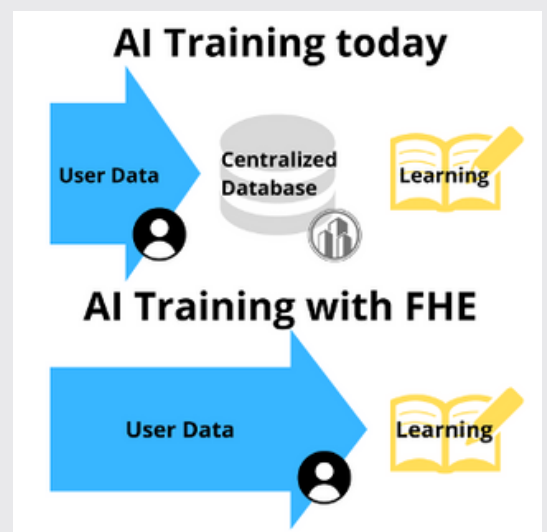 AI Training today
User Data
Centralized
Database
Learning
AI Training with FHE
User Data
Learning